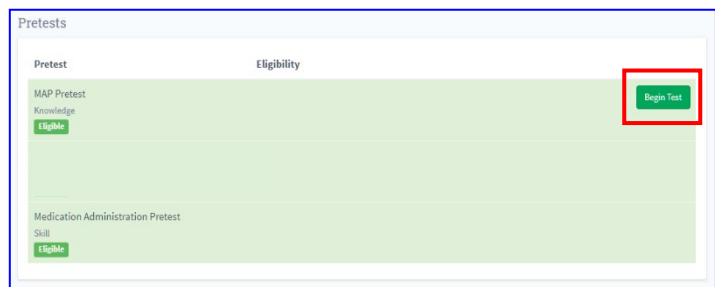 Pretests
Pretest Eligibility
MAP Pretest
Begin Test
Knowledge
Eligible
Medication Administration Pretest
Skill
Eligible